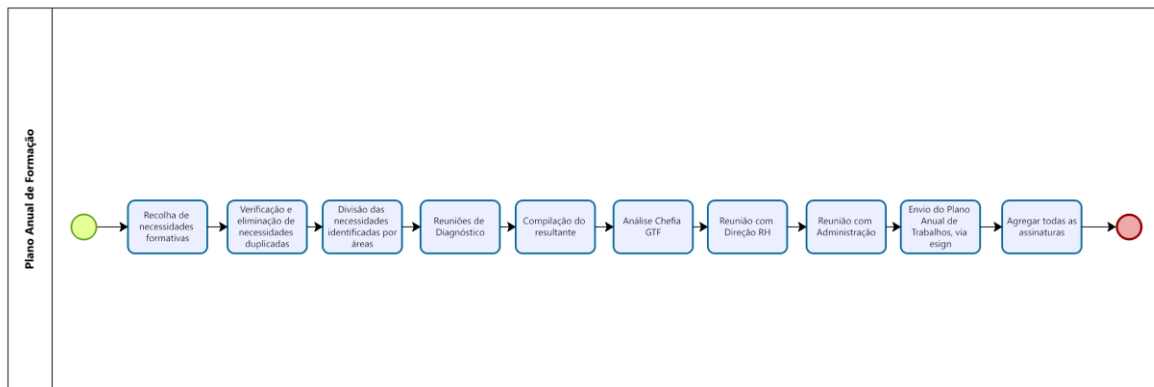 Plano Anual de Formação
Recolha de
necessidades
formativas
Verificação e
eliminação de
necessidades
duplicadas
Divisão das
necessidades
identificadas por
áreas
Reuniões de
Diagnóstico
Compilação do
resultante
Análise Chefia
GTF
Reunião com
Direção RH
Reunião com
Administração
Envio do Plano
Anual de
Trabalhos, via
esign
Agregar todas as
assinaturas